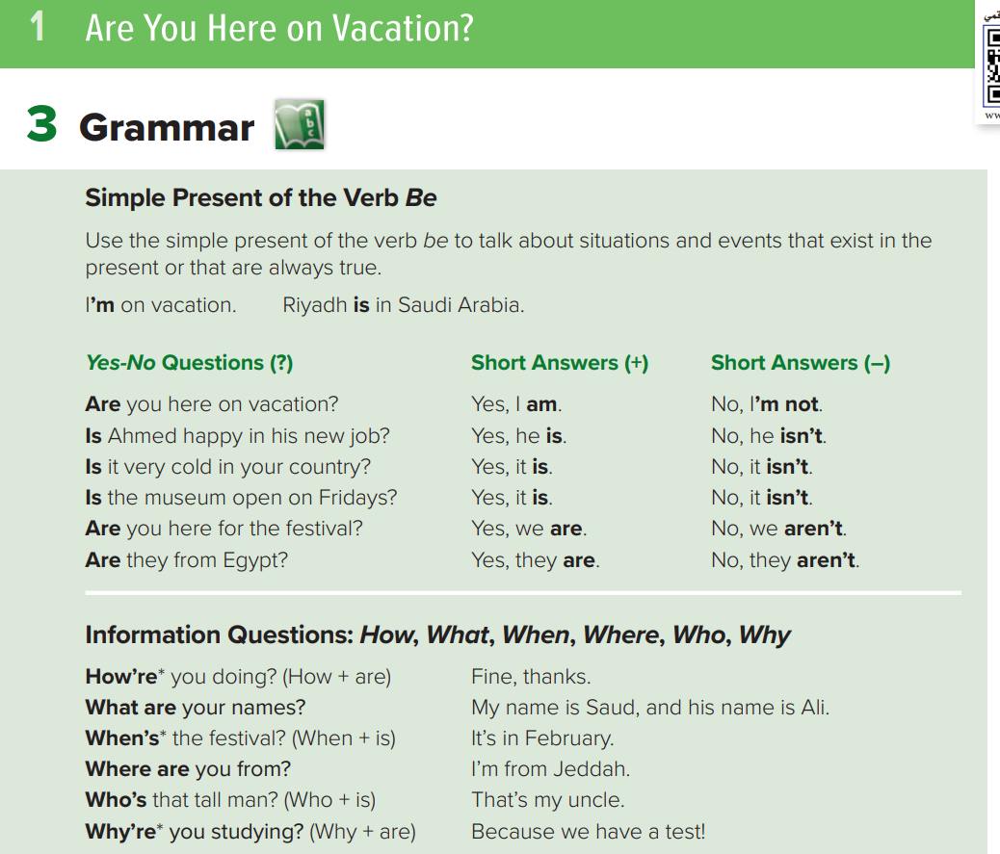 1 Are You Here on Vacation?
3 Grammar
a
b
c
Simple Present of the Verb Be
Use the simple present of the verb be to talk about situations and events that exist in the
present or that are always true.
I'm on vacation. Riyadh is in Saudi Arabia.
Yes-No Questions (?) Short Answers (+) Short Answers (–)
Are you here on vacation? Yes, I am. No, I'm not.
Is Ahmed happy in his new job? Yes, he is. No, he isn't.
Is it very cold in your country? Yes, it is. No, it isn't.
Is the museum open on Fridays? Yes, it is. No, it isn't.
Are you here for the festival? Yes, we are. No, we aren't.
Are they from Egypt? Yes, they are. No, they aren't.
Information Questions: How, What, When, Where, Who, Why
How're* you doing? (How + are) Fine, thanks.
What are your names? My name is Saud, and his name is Ali.
When's* the festival? (When + is) It's in February.
Where are you from? I'm from Jeddah.
Who's that tall man? (Who + is) That's my uncle.
Why're* you studying? (Why + are) Because we have a test!